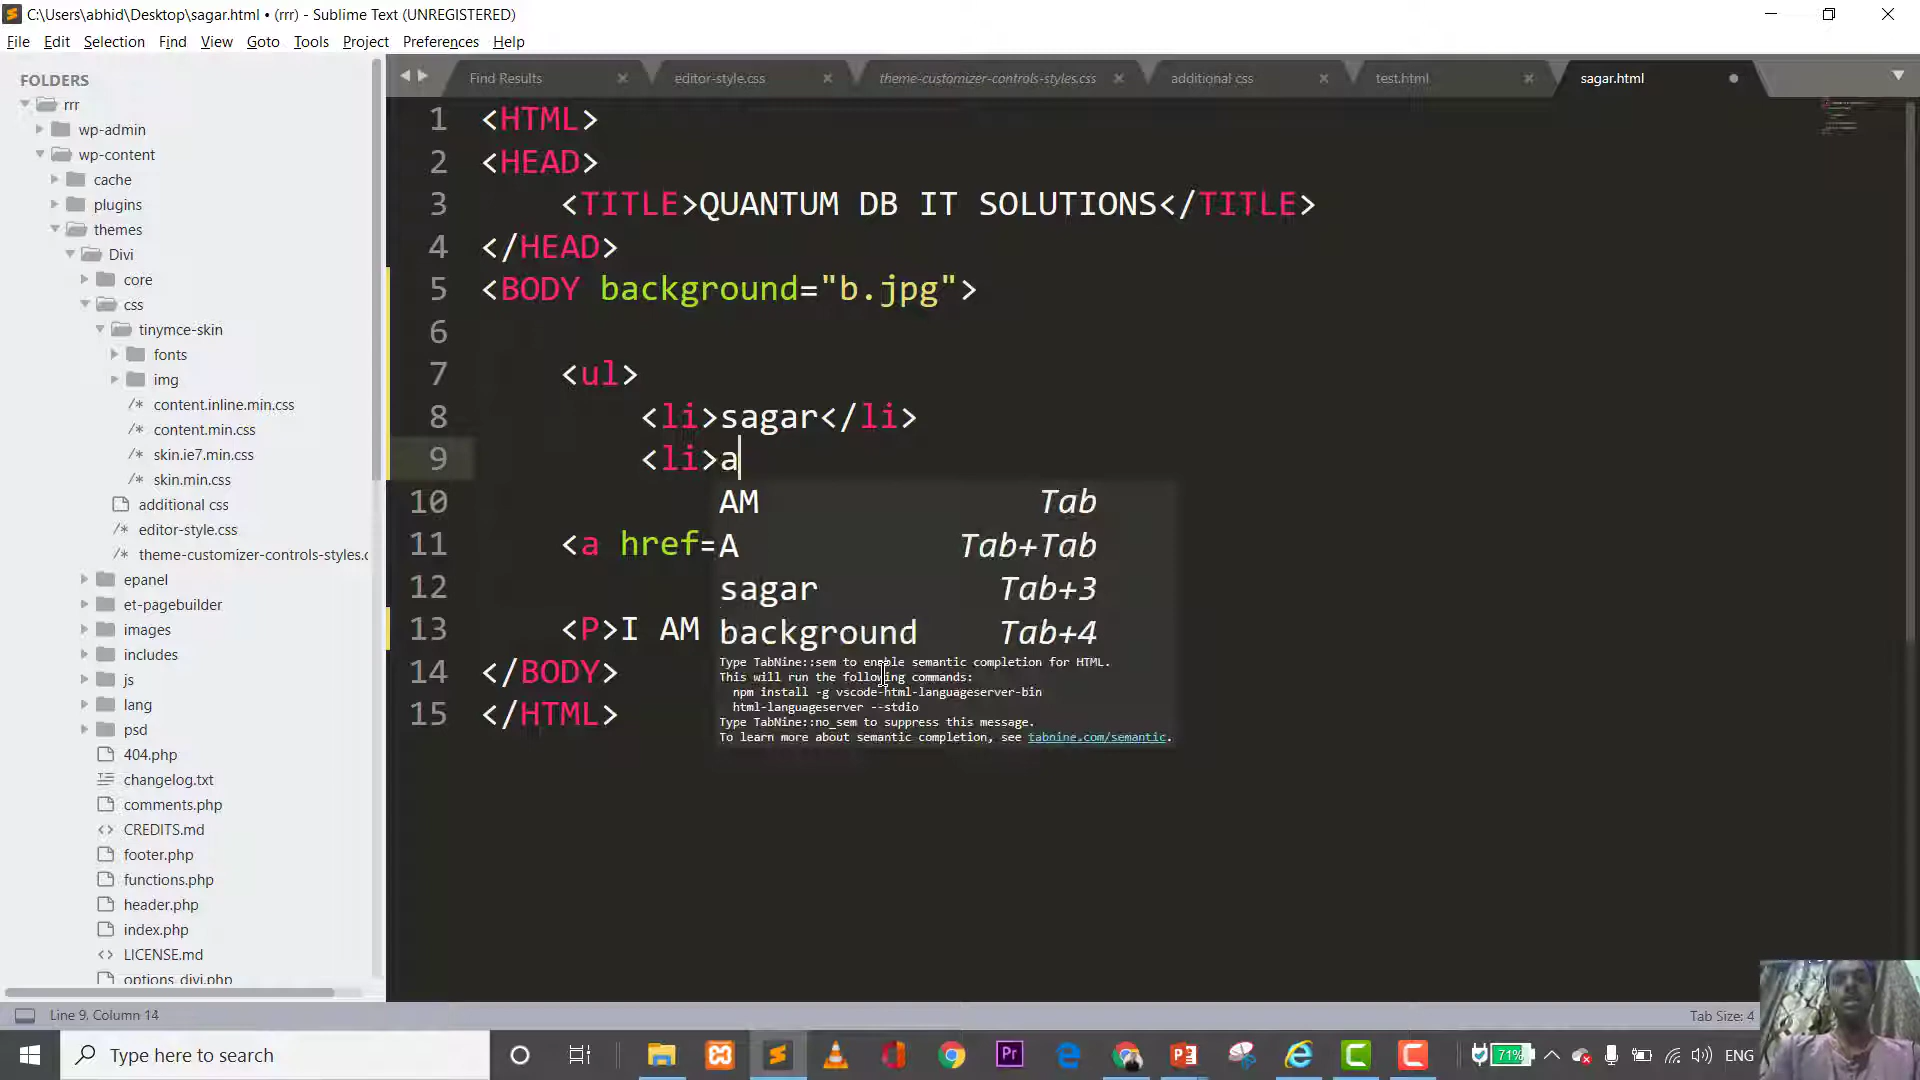 C:\Users\abhid\Desktop\sagar.html • (rrr) - Sublime Text (UNREGISTERED)
File Edit Selection Find View Goto Tools Project Preferences Help
FOLDERS
rrr
wp-admin
wp-content
cache
plugins
themes
Divi
core
css
tinymce-skin
fonts
img
/* content.inline.min.css
/* content.min.css
/* skin.ie7.min.css
/* skin.min.css
additional css
/* editor-style.css
/* theme-customizer-controls-styles.c
epanel
et-pagebuilder
images
includes
js
lang
psd
404.php
changelog.txt
comments.php
<> CREDITS.md
footer.php
functions.php
header.php
index.php
<> LICENSE.md
options_divi.php
Find Results editor-style.css theme-customizer-controls-styles.css additional css test.html sagar.html
1 <HTML>
2 <HEAD>
3 <TITLE>QUANTUM DB IT SOLUTIONS</TITLE>
4 </HEAD>
5 <BODY background="b.jpg">
6
7 <ul>
8 <li>sagar</li>
9 <li>a
10
11 <a href=
12
13 <P>I AM
14 </BODY>
15 </HTML>
AM Tab
A Tab+Tab
sagar Tab+3
background Tab+4
Type TabNine::sem to enable semantic completion for HTML.
This will run the following commands:
npm install -g vscode-html-languageserver-bin
html-languageserver --stdio
Type TabNine::no_sem to suppress this message.
To learn more about semantic completion, see tabnine.com/semantic.
Line 9, Column 14
Tab Size: 4
Type here to search
Pr
71%
ENG